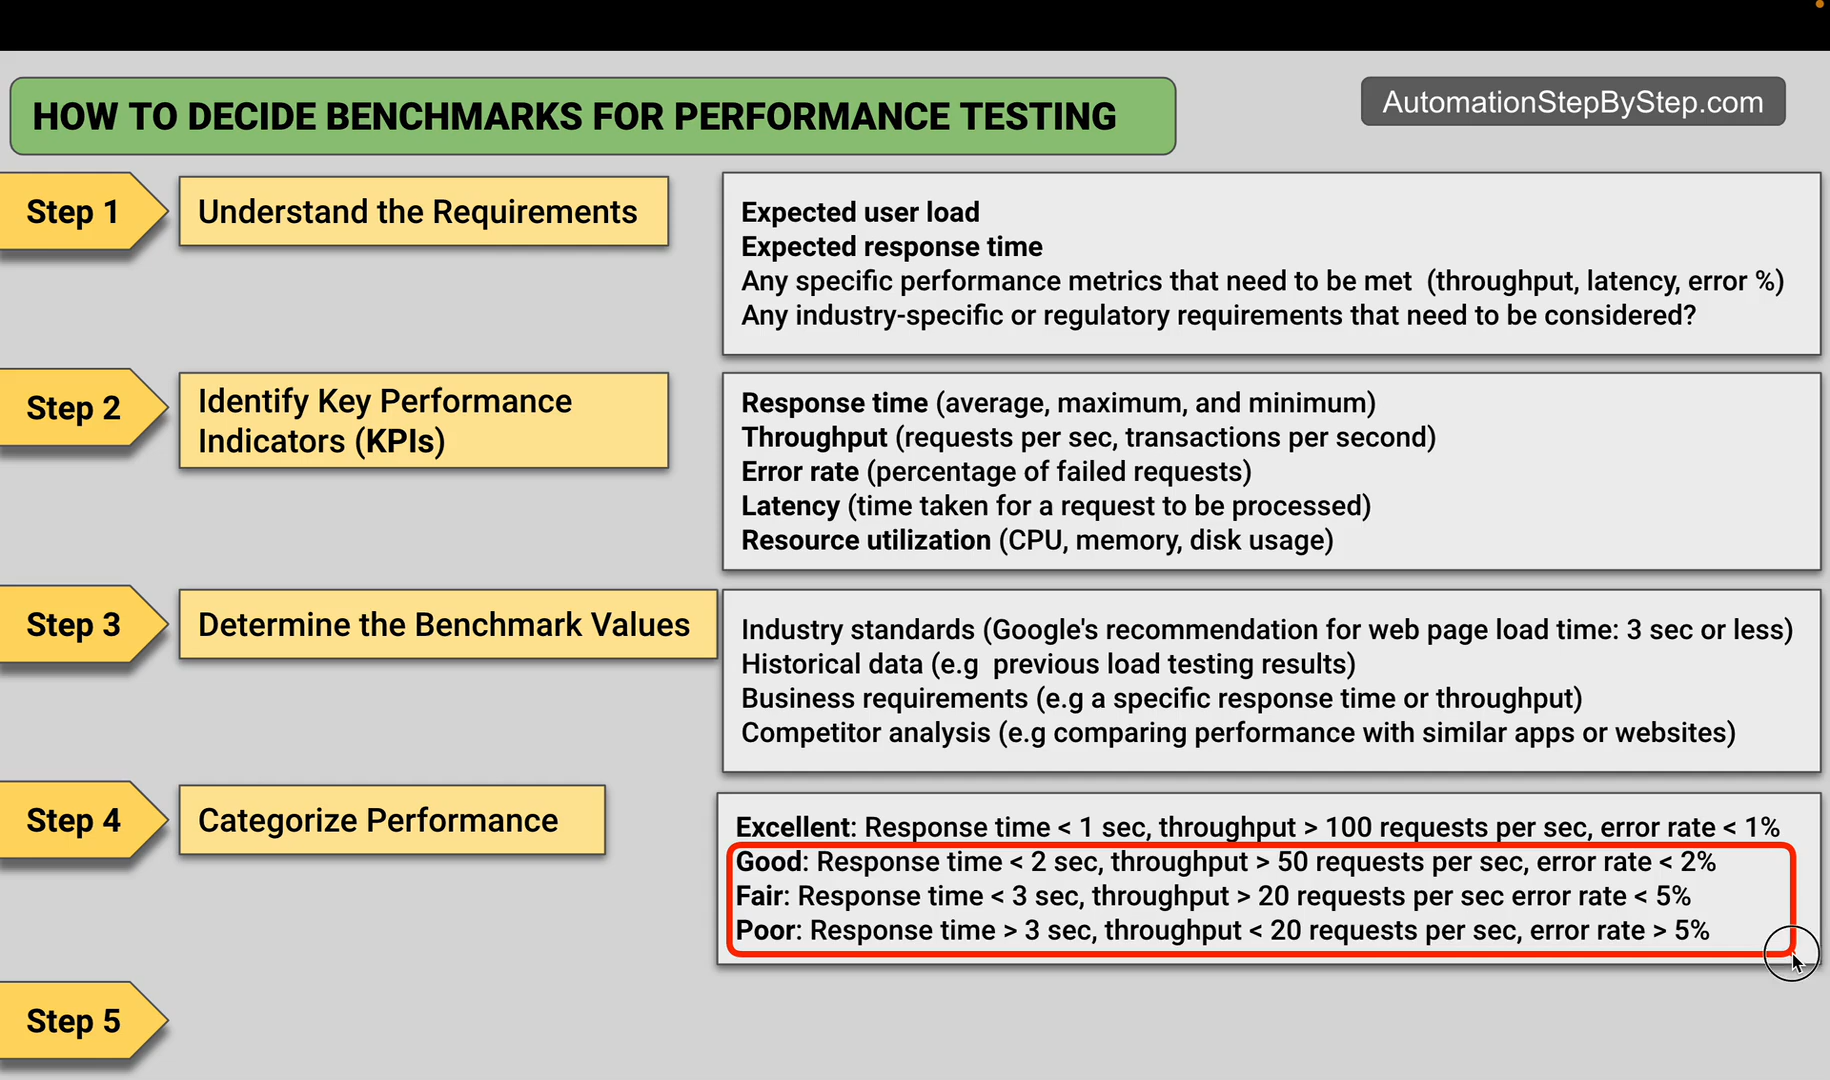 HOW TO DECIDE BENCHMARKS FOR PERFORMANCE TESTING
AutomationStepByStep.com
Step 1
Understand the Requirements
Expected user load
Expected response time
Any specific performance metrics that need to be met  (throughput, latency, error %)
Any industry-specific or regulatory requirements that need to be considered?
Step 2
Identify Key Performance
Indicators (KPIs)
Response time (average, maximum, and minimum)
Throughput (requests per sec, transactions per second)
Error rate (percentage of failed requests)
Latency (time taken for a request to be processed)
Resource utilization (CPU, memory, disk usage)
Step 3
Determine the Benchmark Values
Industry standards (Google's recommendation for web page load time: 3 sec or less)
Historical data (e.g  previous load testing results)
Business requirements (e.g a specific response time or throughput)
Competitor analysis (e.g comparing performance with similar apps or websites)
Step 4
Categorize Performance
Excellent: Response time < 1 sec, throughput > 100 requests per sec, error rate < 1%
Good: Response time < 2 sec, throughput > 50 requests per sec, error rate < 2%
Fair: Response time < 3 sec, throughput > 20 requests per sec error rate < 5%
Poor: Response time > 3 sec, throughput < 20 requests per sec, error rate > 5%
Step 5